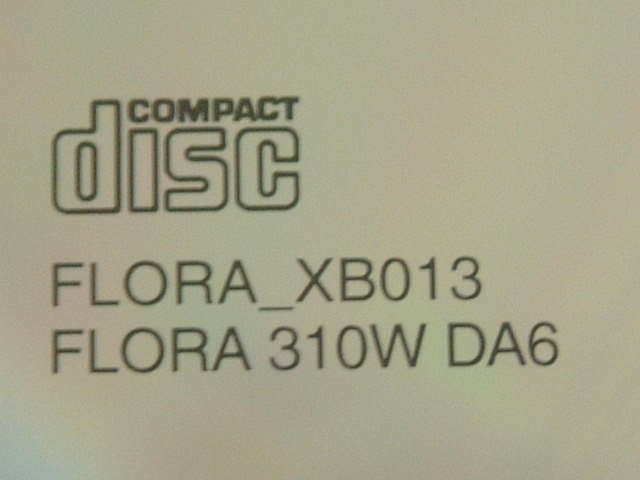 COMPACT
disc
FLORA_XB013
FLORA 310W DA6